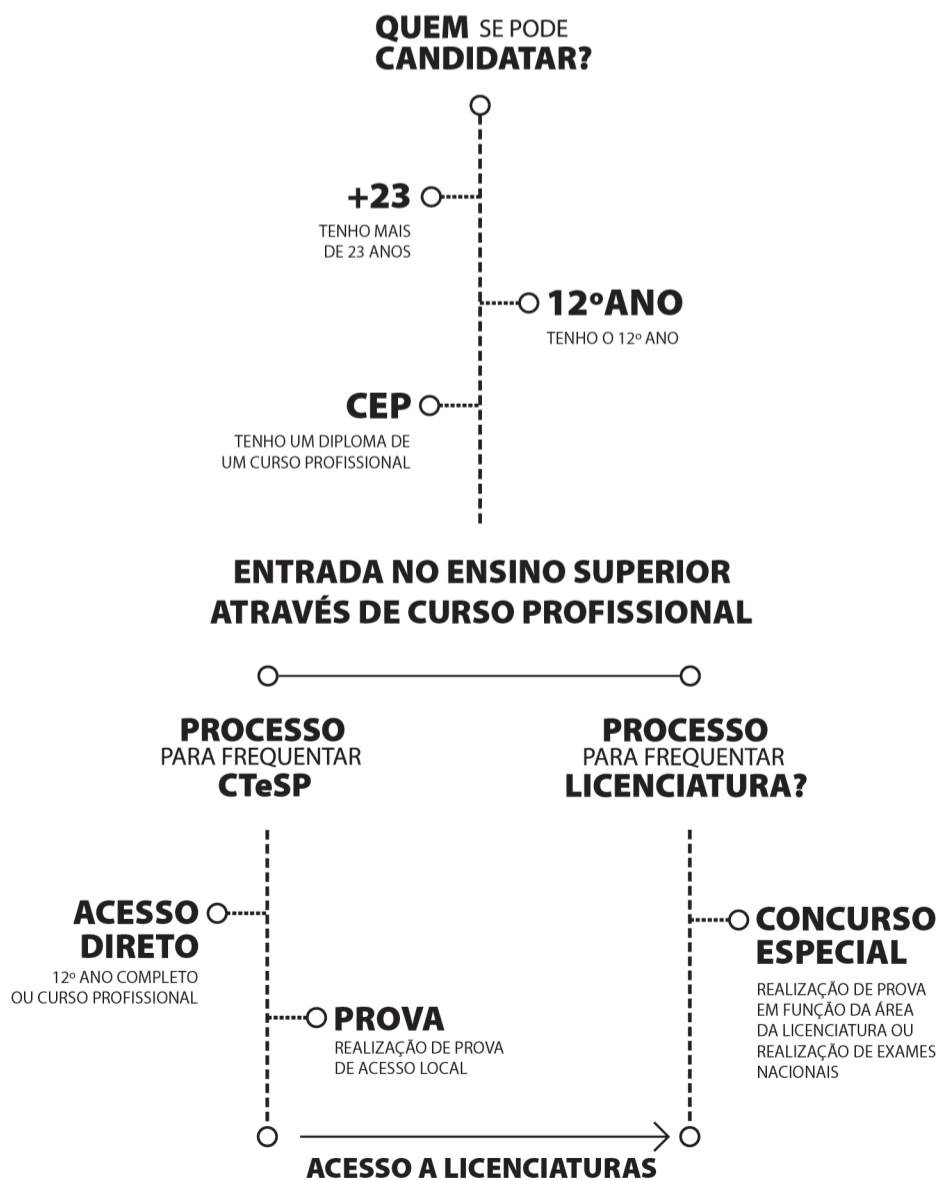 QUEM SE PODE
CANDIDATAR?
+23
TENHO MAIS
DE 23 ANOS
12ºANO
TENHO O 12º ANO
CEP
TENHO UM DIPLOMA DE
UM CURSO PROFISSIONAL
ENTRADA NO ENSINO SUPERIOR
ATRAVÉS DE CURSO PROFISSIONAL
PROCESSO
PARA FREQUENTAR
CTeSP
ACESSO
DIRETO
12º ANO COMPLETO
OU CURSO PROFISSIONAL
PROVA
REALIZAÇÃO DE PROVA
DE ACESSO LOCAL
PROCESSO
PARA FREQUENTAR
LICENCIATURA?
CONCURSO
ESPECIAL
REALIZAÇÃO DE PROVA
EM FUNÇÃO DA ÁREA
DA LICENCIATURA OU
REALIZAÇÃO DE EXAMES
NACIONAIS
ACESSO A LICENCIATURAS